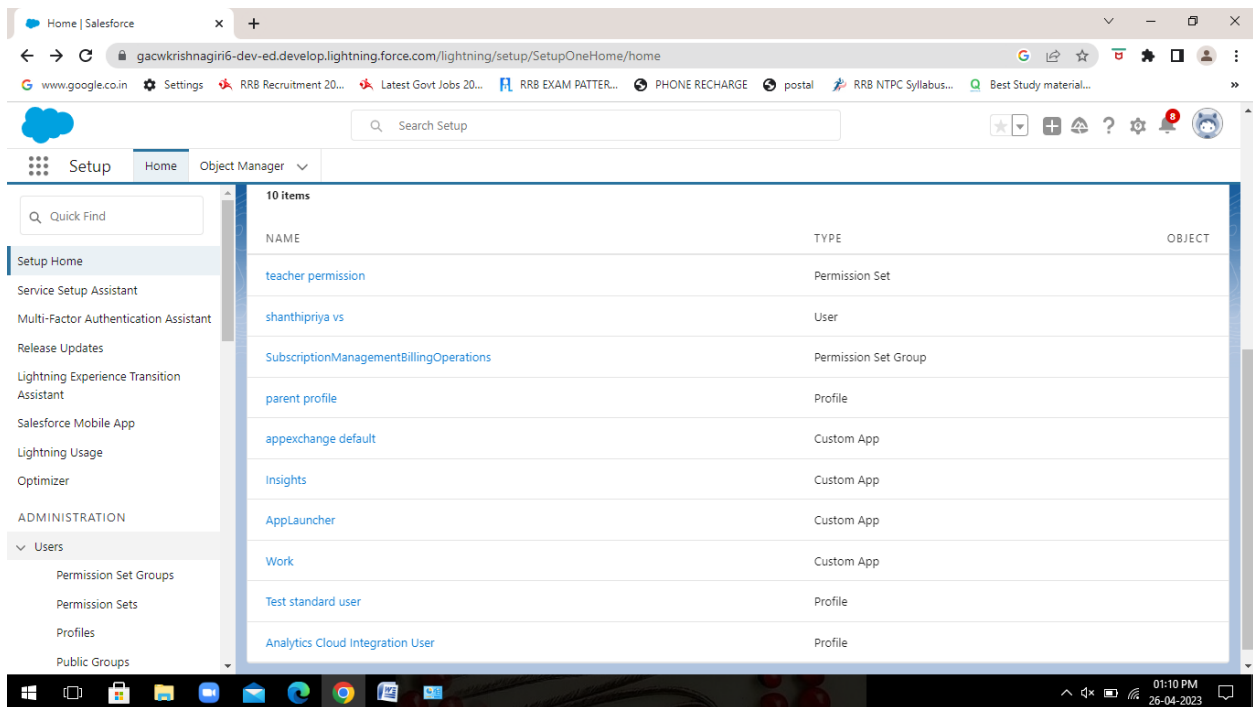 Home | Salesforce
gacwkrishnagiri6-dev-ed.develop.lightning.force.com/lightning/setup/SetupOneHome/home
www.google.co.in Settings RRB Recruitment 20... Latest Govt Jobs 20... RRB EXAM PATTER... PHONE RECHARGE postal RRB NTPC Syllabus... Best Study material...
Search Setup
8
Setup Home Object Manager
Quick Find
Setup Home
Service Setup Assistant
Multi-Factor Authentication Assistant
Release Updates
Lightning Experience Transition
Assistant
Salesforce Mobile App
Lightning Usage
Optimizer
ADMINISTRATION
Users
Permission Set Groups
Permission Sets
Profiles
Public Groups
10 items
NAME TYPE OBJECT
teacher permission Permission Set
shanthipriya vs User
SubscriptionManagementBillingOperations Permission Set Group
parent profile Profile
appexchange default Custom App
Insights Custom App
AppLauncher Custom App
Work Custom App
Test standard user Profile
Analytics Cloud Integration User Profile
01:10 PM
26-04-2023